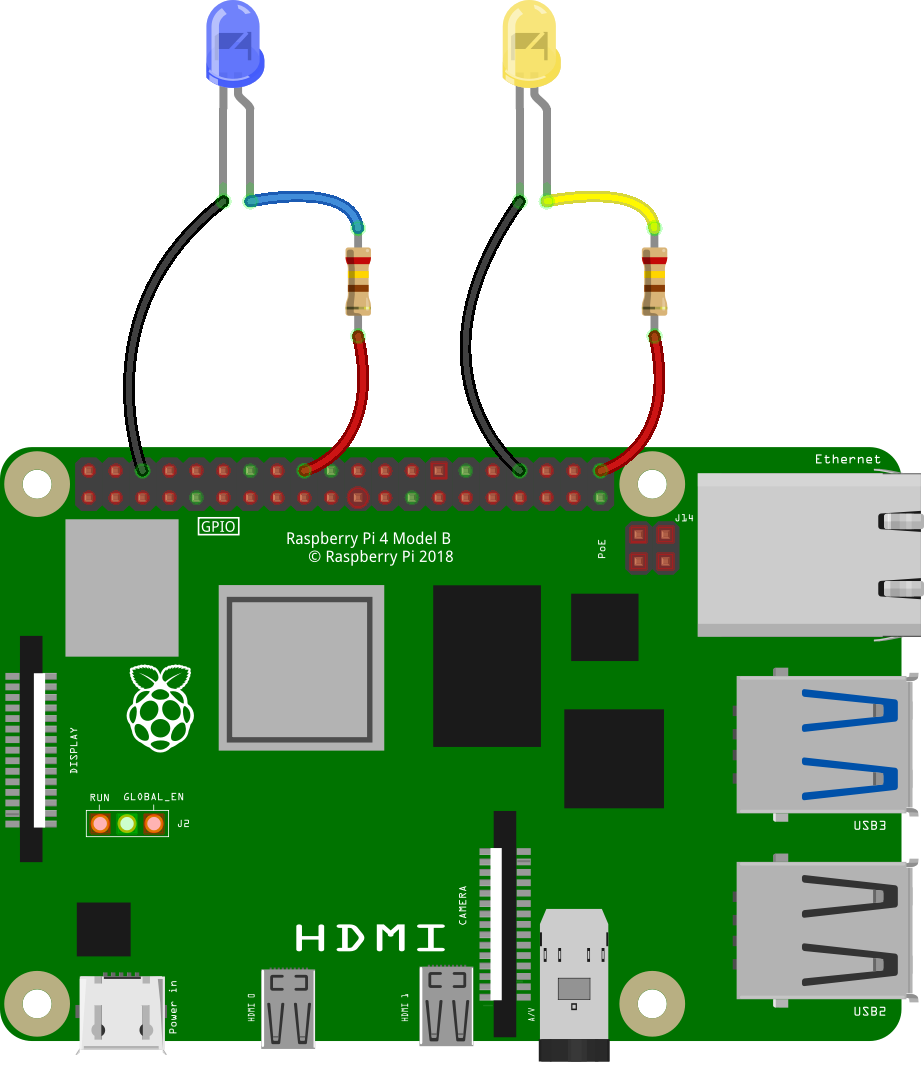 Ethernet
J14
GPIO
Raspberry Pi 4 Model B
© Raspberry Pi 2018
PoE
DISPLAY
RUN GLOBAL_EN
J2
USB3
CAMERA
HDMI
Power in
HDMI 0
HDMI 1
A/V
USB2